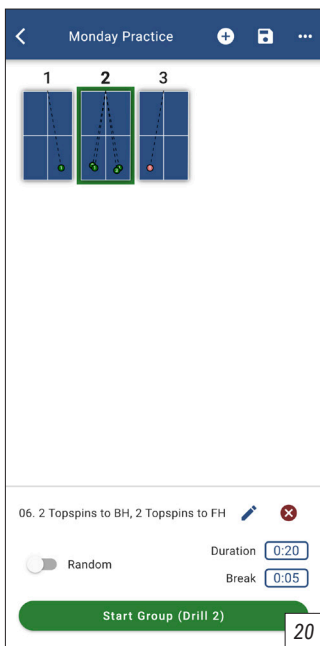 Monday Practice
1 2 3
06. 2 Topspins to BH, 2 Topspins to FH
Duration 0:20
Random
Break 0:05
Start Group (Drill 2)
20